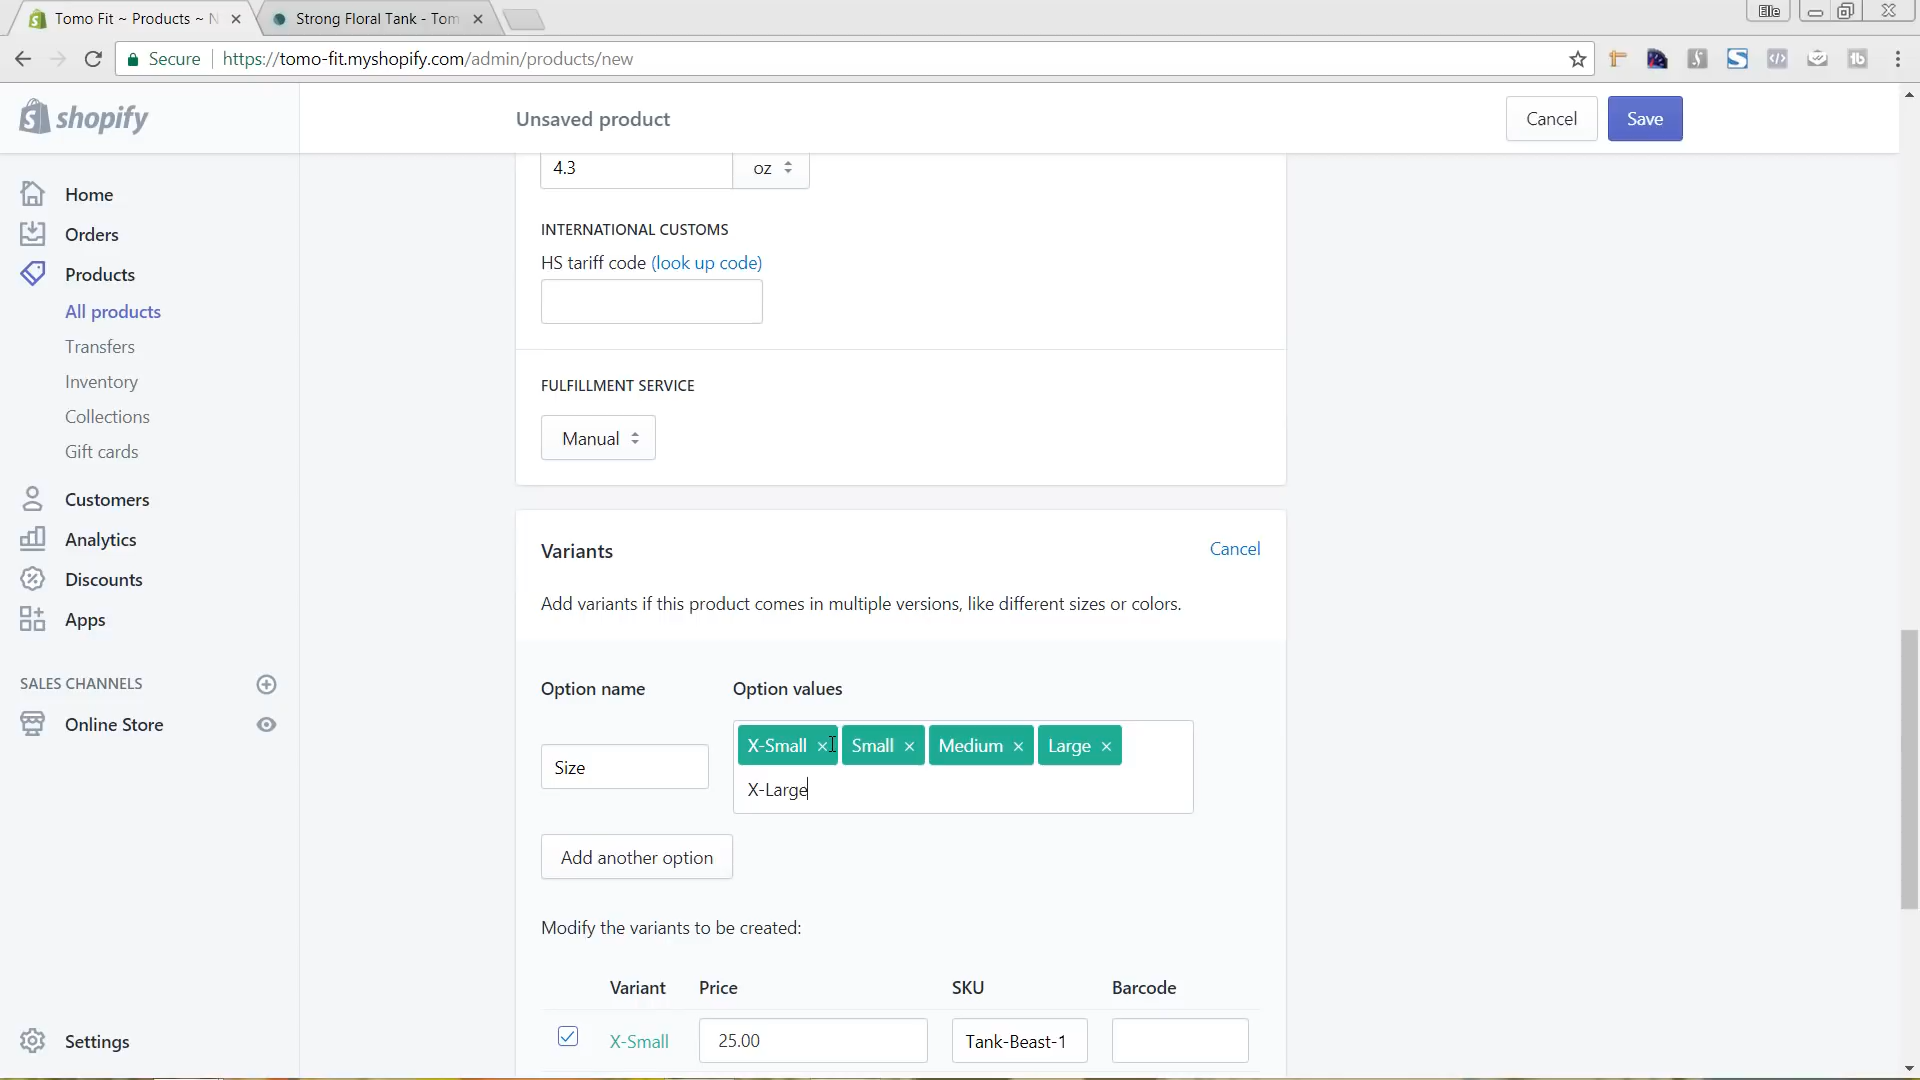 Tomo Fit ~ Products ~ N
Strong Floral Tank - Tom
Elle
Secure
https://tomo-fit.myshopify.com/admin/products/new
shopify
Unsaved product
Cancel
Save
Home
Orders
Products
All products
Transfers
Inventory
Collections
Gift cards
Customers
Analytics
Discounts
Apps
SALES CHANNELS
Online Store
Settings
4.3
oz
INTERNATIONAL CUSTOMS
HS tariff code (look up code)
FULFILLMENT SERVICE
Manual
Variants
Cancel
Add variants if this product comes in multiple versions, like different sizes or colors.
Option name
Option values
Size
X-Small × Small × Medium × Large ×
X-Large
Add another option
Modify the variants to be created:
Variant Price SKU Barcode
X-Small 25.00 Tank-Beast-1